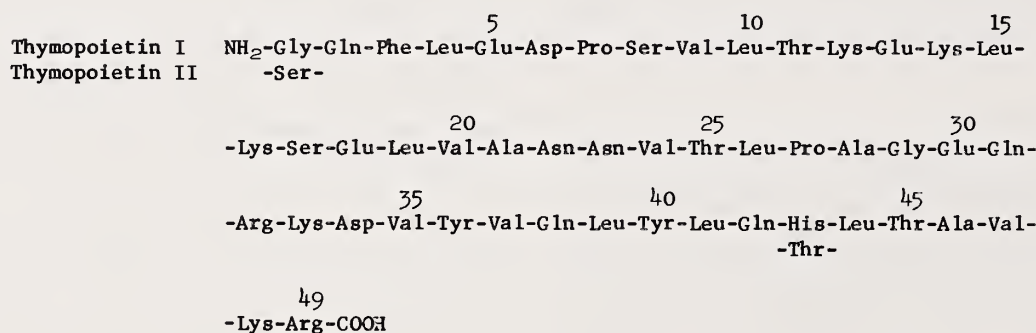 5 10 15
Thymopoietin I NH2-Gly-Gln-Phe-Leu-Glu-Asp-Pro-Ser-Val-Leu-Thr-Lys-Glu-Lys-Leu-
Thymopoietin II -Ser-
20 25 30
-Lys-Ser-Glu-Leu-Val-Ala-Asn-Asn-Val-Thr-Leu-Pro-Ala-Gly-Glu-Gln-
35 40 45
-Arg-Lys-Asp-Val-Tyr-Val-Gln-Leu-Tyr-Leu-Gln-His-Leu-Thr-Ala-Val-
-Thr-
49
-Lys-Arg-COOH